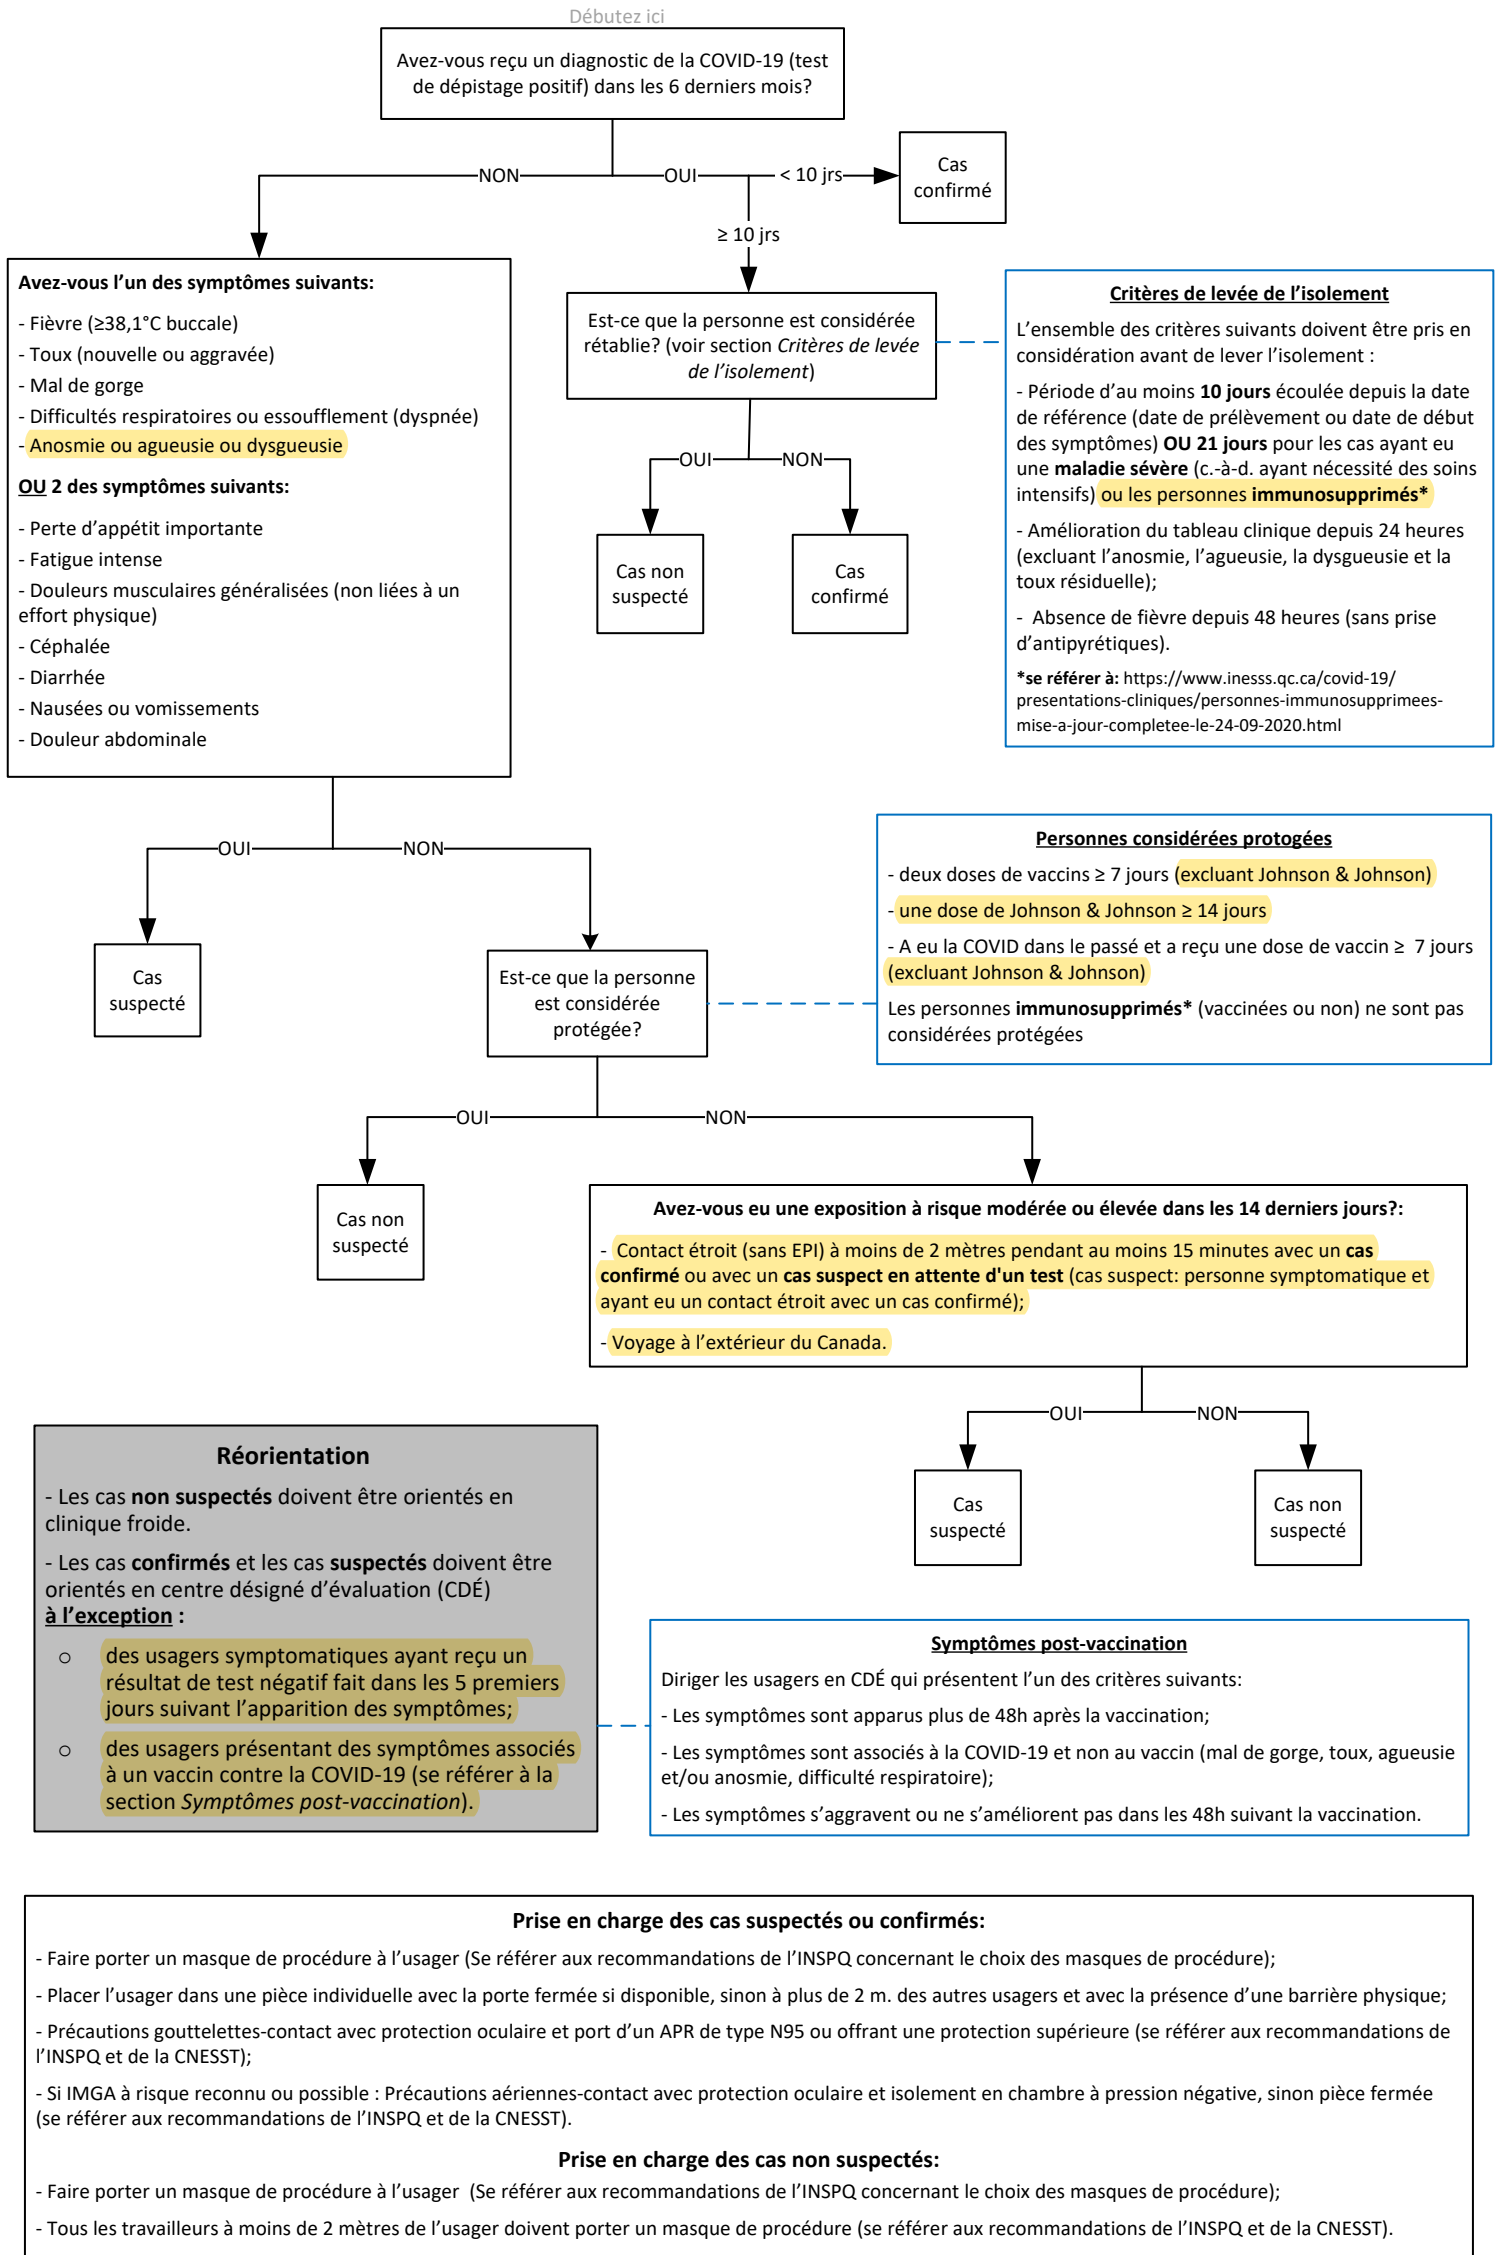 Débutez ici
Avez-vous reçu un diagnostic de la COVID-19 (test
de dépistage positif) dans les 6 derniers mois?
NON
OUI
< 10 jrs
Cas
confirmé
≥ 10 jrs
Avez-vous l’un des symptômes suivants:
- Fièvre (≥38,1°C buccale)
- Toux (nouvelle ou aggravée)
- Mal de gorge
- Difficultés respiratoires ou essoufflement (dyspnée)
- Anosmie ou agueusie ou dysgueusie
OU 2 des symptômes suivants:
- Perte d’appétit importante
- Fatigue intense
- Douleurs musculaires généralisées (non liées à un
effort physique)
- Céphalée
- Diarrhée
- Nausées ou vomissements
- Douleur abdominale
Est-ce que la personne est considérée
rétablie? (voir section Critères de levée
de l’isolement)
OUI
NON
Cas non
suspecté
Cas
confirmé
Critères de levée de l’isolement
L’ensemble des critères suivants doivent être pris en
considération avant de lever l’isolement :
- Période d’au moins 10 jours écoulée depuis la date
de référence (date de prélèvement ou date de début
des symptômes) OU 21 jours pour les cas ayant eu
une maladie sévère (c.-à-d. ayant nécessité des soins
intensifs) ou les personnes immunosupprimés*
- Amélioration du tableau clinique depuis 24 heures
(excluant l’anosmie, l’agueusie, la dysgueusie et la
toux résiduelle);
- Absence de fièvre depuis 48 heures (sans prise
d’antipyrétiques).
*se référer à: https://www.inesss.qc.ca/covid-19/
presentations-cliniques/personnes-immunosupprimees-
mise-a-jour-completee-le-24-09-2020.html
OUI
NON
Cas
suspecté
Est-ce que la personne
est considérée
protégée?
Personnes considérées protogées
- deux doses de vaccins ≥ 7 jours (excluant Johnson & Johnson)
- une dose de Johnson & Johnson ≥ 14 jours
- A eu la COVID dans le passé et a reçu une dose de vaccin ≥ 7 jours
(excluant Johnson & Johnson)
Les personnes immunosupprimés* (vaccinées ou non) ne sont pas
considérées protégées
OUI
NON
Cas non
suspecté
Avez-vous eu une exposition à risque modérée ou élevée dans les 14 derniers jours?:
- Contact étroit (sans EPI) à moins de 2 mètres pendant au moins 15 minutes avec un cas
confirmé ou avec un cas suspect en attente d'un test (cas suspect: personne symptomatique et
ayant eu un contact étroit avec un cas confirmé);
- Voyage à l’extérieur du Canada.
OUI
NON
Cas
suspecté
Cas non
suspecté
Réorientation
- Les cas non suspectés doivent être orientés en
clinique froide.
- Les cas confirmés et les cas suspectés doivent être
orientés en centre désigné d’évaluation (CDÉ)
à l’exception :
o des usagers symptomatiques ayant reçu un
résultat de test négatif fait dans les 5 premiers
jours suivant l’apparition des symptômes;
o des usagers présentant des symptômes associés
à un vaccin contre la COVID-19 (se référer à la
section Symptômes post-vaccination).
Symptômes post-vaccination
Diriger les usagers en CDÉ qui présentent l’un des critères suivants:
- Les symptômes sont apparus plus de 48h après la vaccination;
- Les symptômes sont associés à la COVID-19 et non au vaccin (mal de gorge, toux, agueusie
et/ou anosmie, difficulté respiratoire);
- Les symptômes s’aggravent ou ne s’améliorent pas dans les 48h suivant la vaccination.
Prise en charge des cas suspectés ou confirmés:
- Faire porter un masque de procédure à l’usager (Se référer aux recommandations de l’INSPQ concernant le choix des masques de procédure);
- Placer l’usager dans une pièce individuelle avec la porte fermée si disponible, sinon à plus de 2 m. des autres usagers et avec la présence d’une barrière physique;
- Précautions gouttelettes-contact avec protection oculaire et port d’un APR de type N95 ou offrant une protection supérieure (se référer aux recommandations de
l’INSPQ et de la CNESST);
- Si IMGA à risque reconnu ou possible : Précautions aériennes-contact avec protection oculaire et isolement en chambre à pression négative, sinon pièce fermée
(se référer aux recommandations de l’INSPQ et de la CNESST).
Prise en charge des cas non suspectés:
- Faire porter un masque de procédure à l’usager (Se référer aux recommandations de l’INSPQ concernant le choix des masques de procédure);
- Tous les travailleurs à moins de 2 mètres de l’usager doivent porter un masque de procédure (se référer aux recommandations de l’INSPQ et de la CNESST).